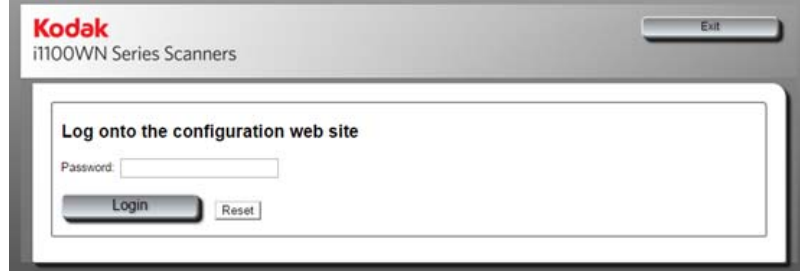 Kodak
i1100WN Series Scanners
Exit
Log onto the configuration web site
Password:
Login
Reset